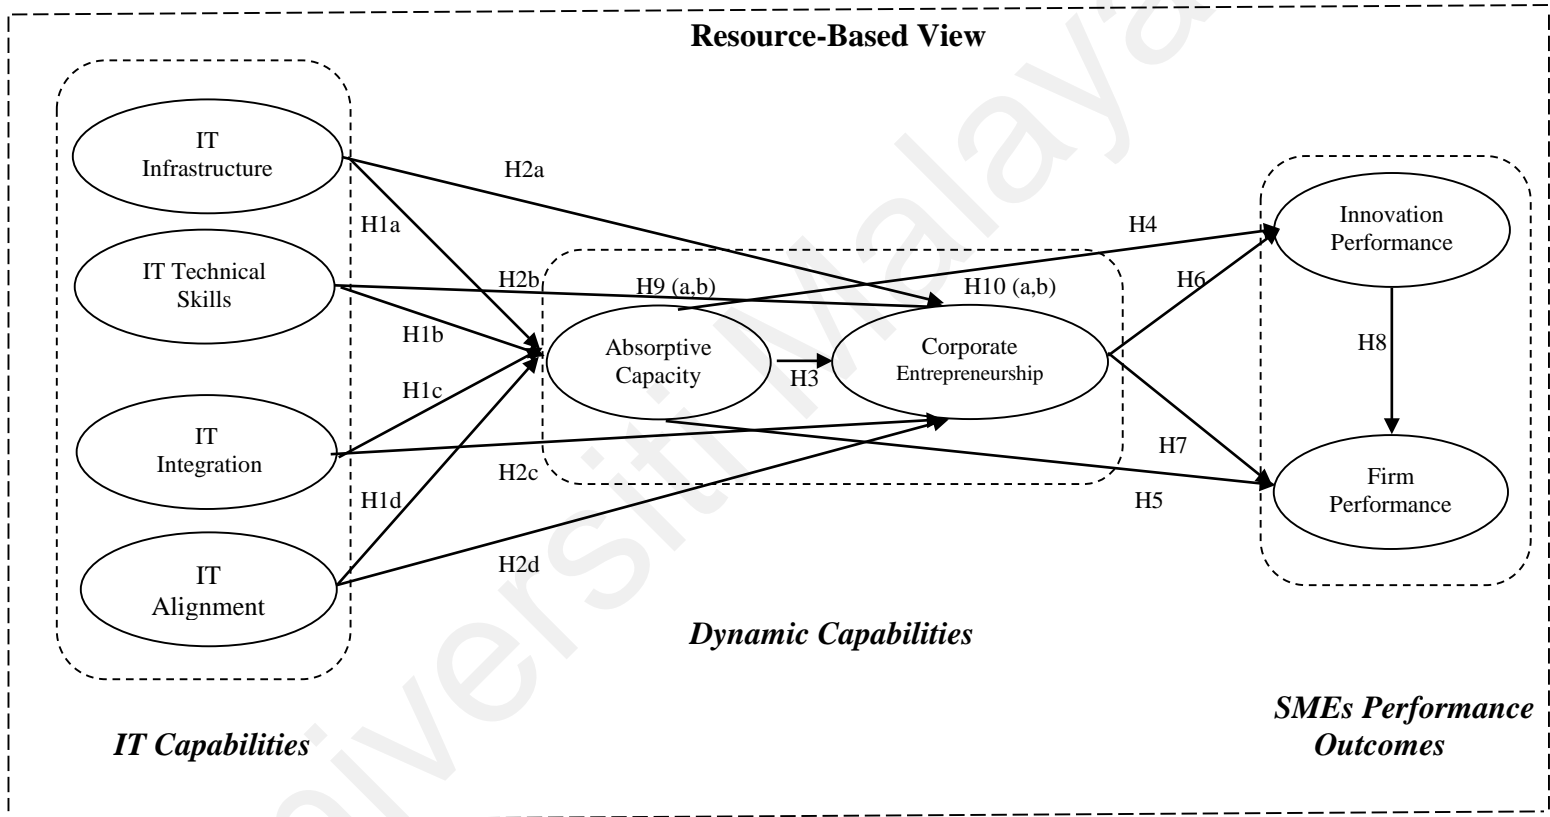 Resource-Based View
IT
Infrastructure
H2a
H1a
IT Technical
Skills
H2b
H1b
H9 (a,b)
H10 (a,b)
H4
Innovation
Performance
H6
Absorptive
Capacity
H3
Corporate
Entrepreneurship
H8
H1c
IT
Integration
H2c
H7
H1d
H5
Firm
Performance
H2d
IT
Alignment
Dynamic Capabilities
IT Capabilities
SMEs Performance
Outcomes
Universiti Malaya